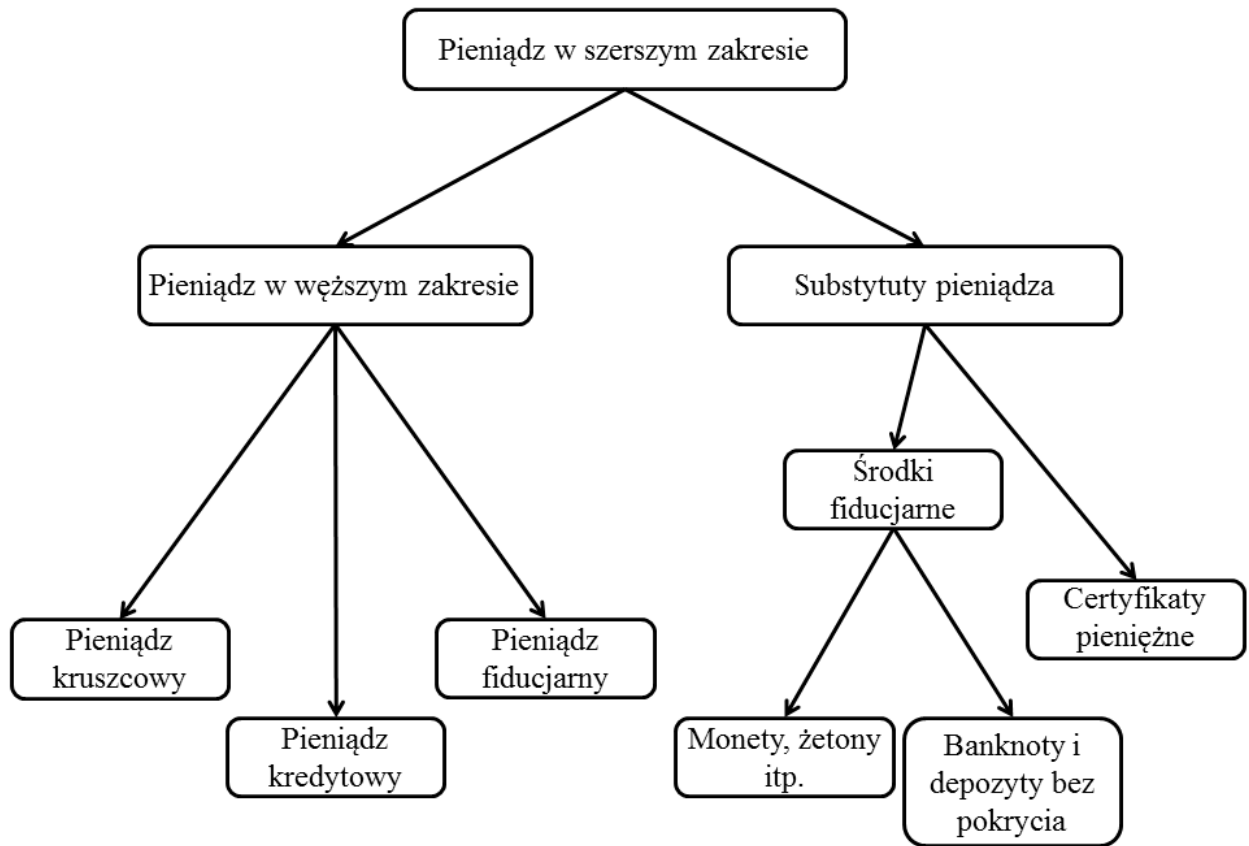 Pieniądz w szerszym zakresie
Pieniądz w węższym zakresie
Substytuty pieniądza
Środki
fiducjarne
Certyfikaty
pieniężne
Pieniądz
kruszcowy
Pieniądz
fiducjarny
Pieniądz
kredytowy
Monety, żetony
itp.
Banknoty i
depozyty bez
pokrycia